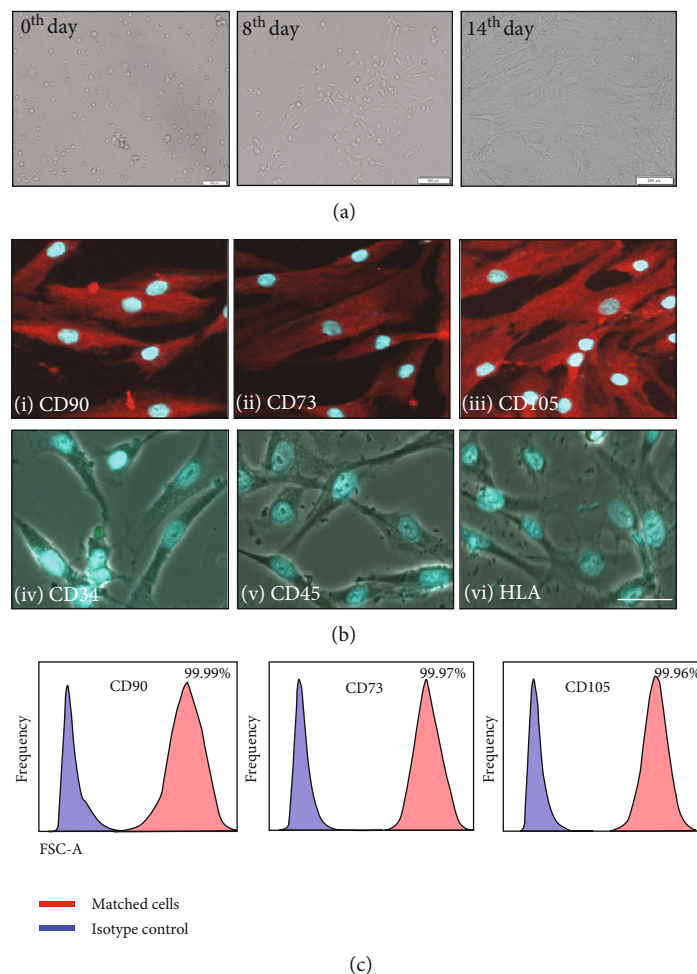 0th day
8th day
14th day
(a)
(i) CD90
(ii) CD73
(iii) CD105
(iv) CD34
(v) CD45
(vi) HLA
(b)
99.99%
CD90
99.97%
CD73
99.96%
CD105
Frequency
Frequency
Frequency
FSC-A
Matched cells
Isotype control
(c)